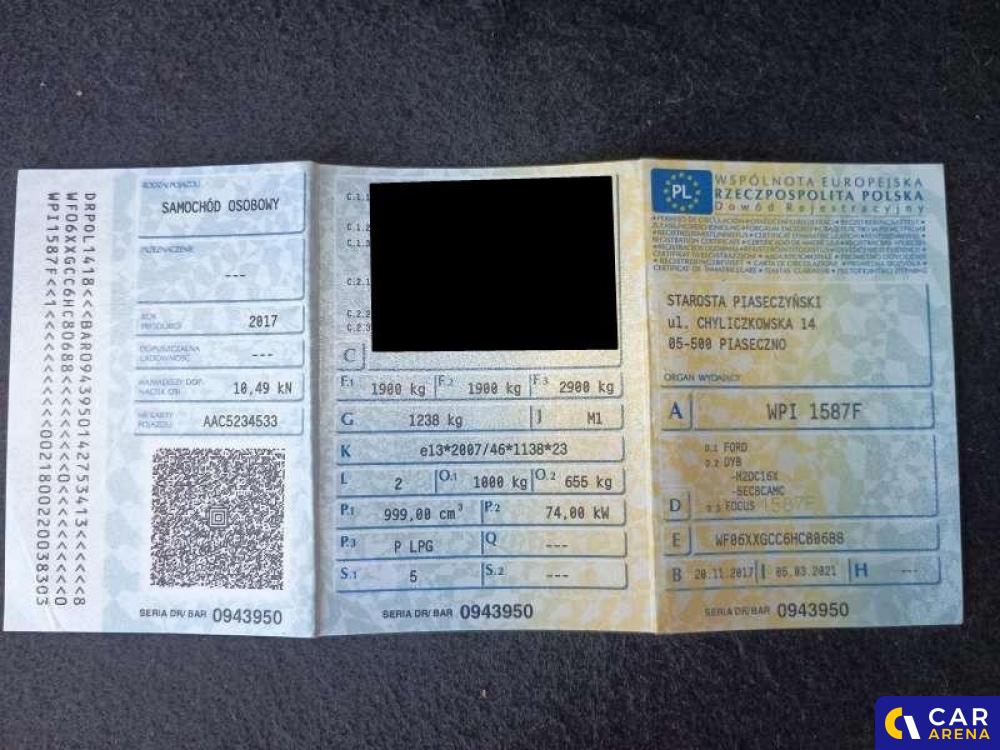 DRPOL1418<<<BAR09439501427534413<<<<<<8
WF06XXGCC6HC80688<<<<<<<0<<<<<<<<<<<<<0
WPI1587F<<1<<<<<<<<<<<<<002180022003830 3
RODZAJ POJAZDU
SAMOCHÓD OSOBOWY
PRZEZNACZENIE
---
ROK PRODUKCJI
2017
DOPUSZCZALNA ŁADOWNOŚĆ
---
NAJWIĘKSZY DOP. NACISK OSI
10,49 kN
NR KARTY POJAZDU
AAC5234533
SERIA DR/ BAR 0943950
C.1.1
C.1.2
C.1.3
C.2.1
C.2.2
C.2.3
C
F.1 1900 kg F.2 1900 kg F.3 2900 kg
G 1238 kg J M1
K e13*2007/46*1138*23
L 2 O.1 1000 kg O.2 655 kg
P.1 999,00 cm³ P.2 74,00 kW
P.3 P LPG Q ---
S.1 5 S.2 ---
SERIA DR/ BAR 0943950
PL
WSPÓLNOTA EUROPEJSKA
RZECZPOSPOLITA POLSKA
Dowód Rejestracyjny
STAROSTA PIASECZYŃSKI
ul. CHYLICZKOWSKA 14
05-500 PIASECZNO
ORGAN WYDAJĄCY
A WPI 1587F
D.1 FORD
D.2 DYB
-M2DC16X
-5EC8CAMC
D D.3 FOCUS 1587F
E WF06XXGCC6HC80688
B 20.11.2017 I 05.03.2021 H ---
SERIA DR/ BAR 0943950
CAR
ARENA